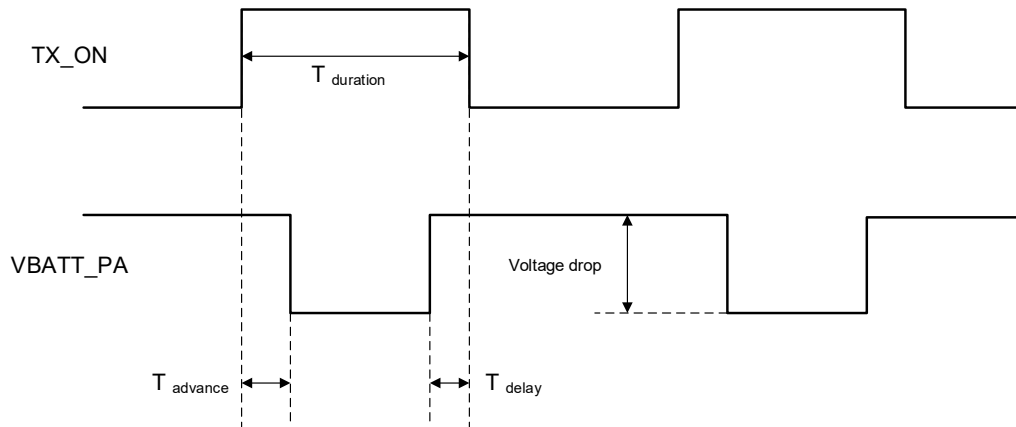 TX_ON
T duration
VBATT_PA
Voltage drop
T advance
T delay